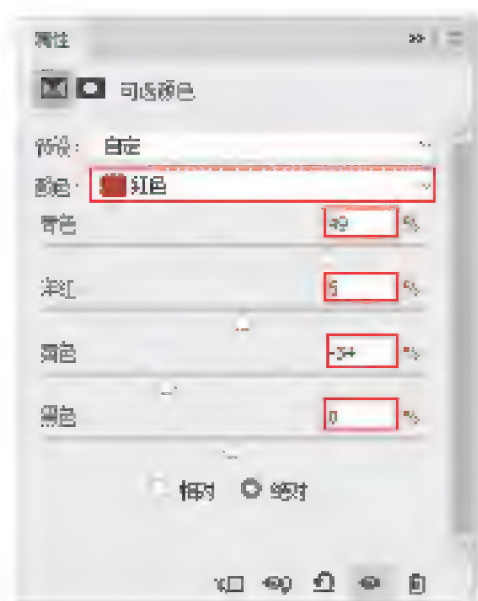 属性
可选颜色
预设: 自定
颜色: 红色
青色 49 %
洋红 5 %
黄色 -34 %
黑色 0 %
相对 绝对